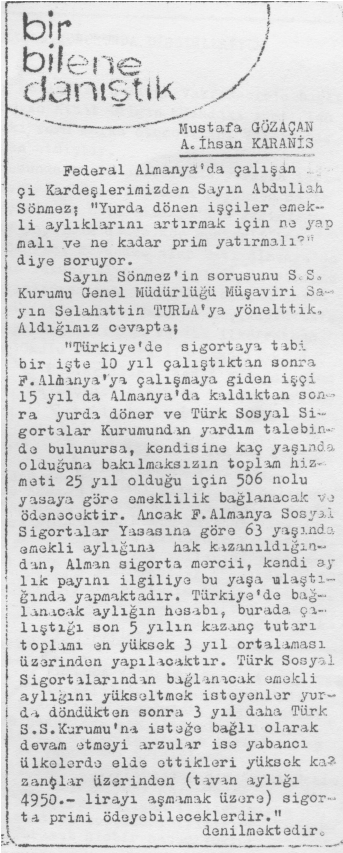 bir
bilene
danıştık
Mustafa GÖZAÇAN
A.İhsan KARANİS
Federal Almanya'da çalışan
çi Kardeşlerimizden Sayın Abdullah
Sönmez; "Yurda dönen işçiler emek-
li aylıklarını artırmak için ne yap
malı ve ne kadar prim yatırmalı?"
diye soruyor.
Sayın Sönmez'in sorusunu S.S.
Kurumu Genel Müdürlüğü Müşaviri Sa-
yın Selahattin TURLA'ya yönelttik.
Aldığımız cevapta;
"Türkiye'de sigortaya tabi
bir işte 10 yıl çalıştıktan sonra
F.Almanya'ya çalışmaya giden işçi
15 yıl da Almanya'da kaldıktan son-
ra yurda döner ve Türk Sosyal Si-
gortalar Kurumundan yardım talebin-
de bulunursa, kendisine kaç yaşında
olduğuna bakılmaksızın toplam hiz-
meti 25 yıl olduğu için 506 nolu
yasaya göre emeklilik bağlanacak ve
ödenecektir. Ancak F.Almanya Sosyal
Sigortalar Yasasına göre 63 yaşında
emekli aylığına hak kazanıldığın-
dan, Alman sigorta mercii, kendi ay
lık payını ilgiliye bu yaşa ulaştı-
ğında yapmaktadır. Türkiye'de bağ-
lanacak aylığın hesabı, burada ça-
lıştığı son 5 yılın kazanç tutarı
toplamı en yüksek 3 yıl ortalaması
üzerinden yapılacaktır. Türk Sosyal
Sigortalarından bağlanacak emekli
aylığını yükseltmek isteyenler yur-
da döndükten sonra 3 yıl daha Türk
S.S.Kurumu'na isteğe bağlı olarak
devam etmeyi arzular ise yabancı
ülkelerde elde ettikleri yüksek ka-
zançlar üzerinden (tavan aylığı
4950.- lirayı aşmamak üzere) sigor-
ta primi ödeyebileceklerdir."
denilmektedir.